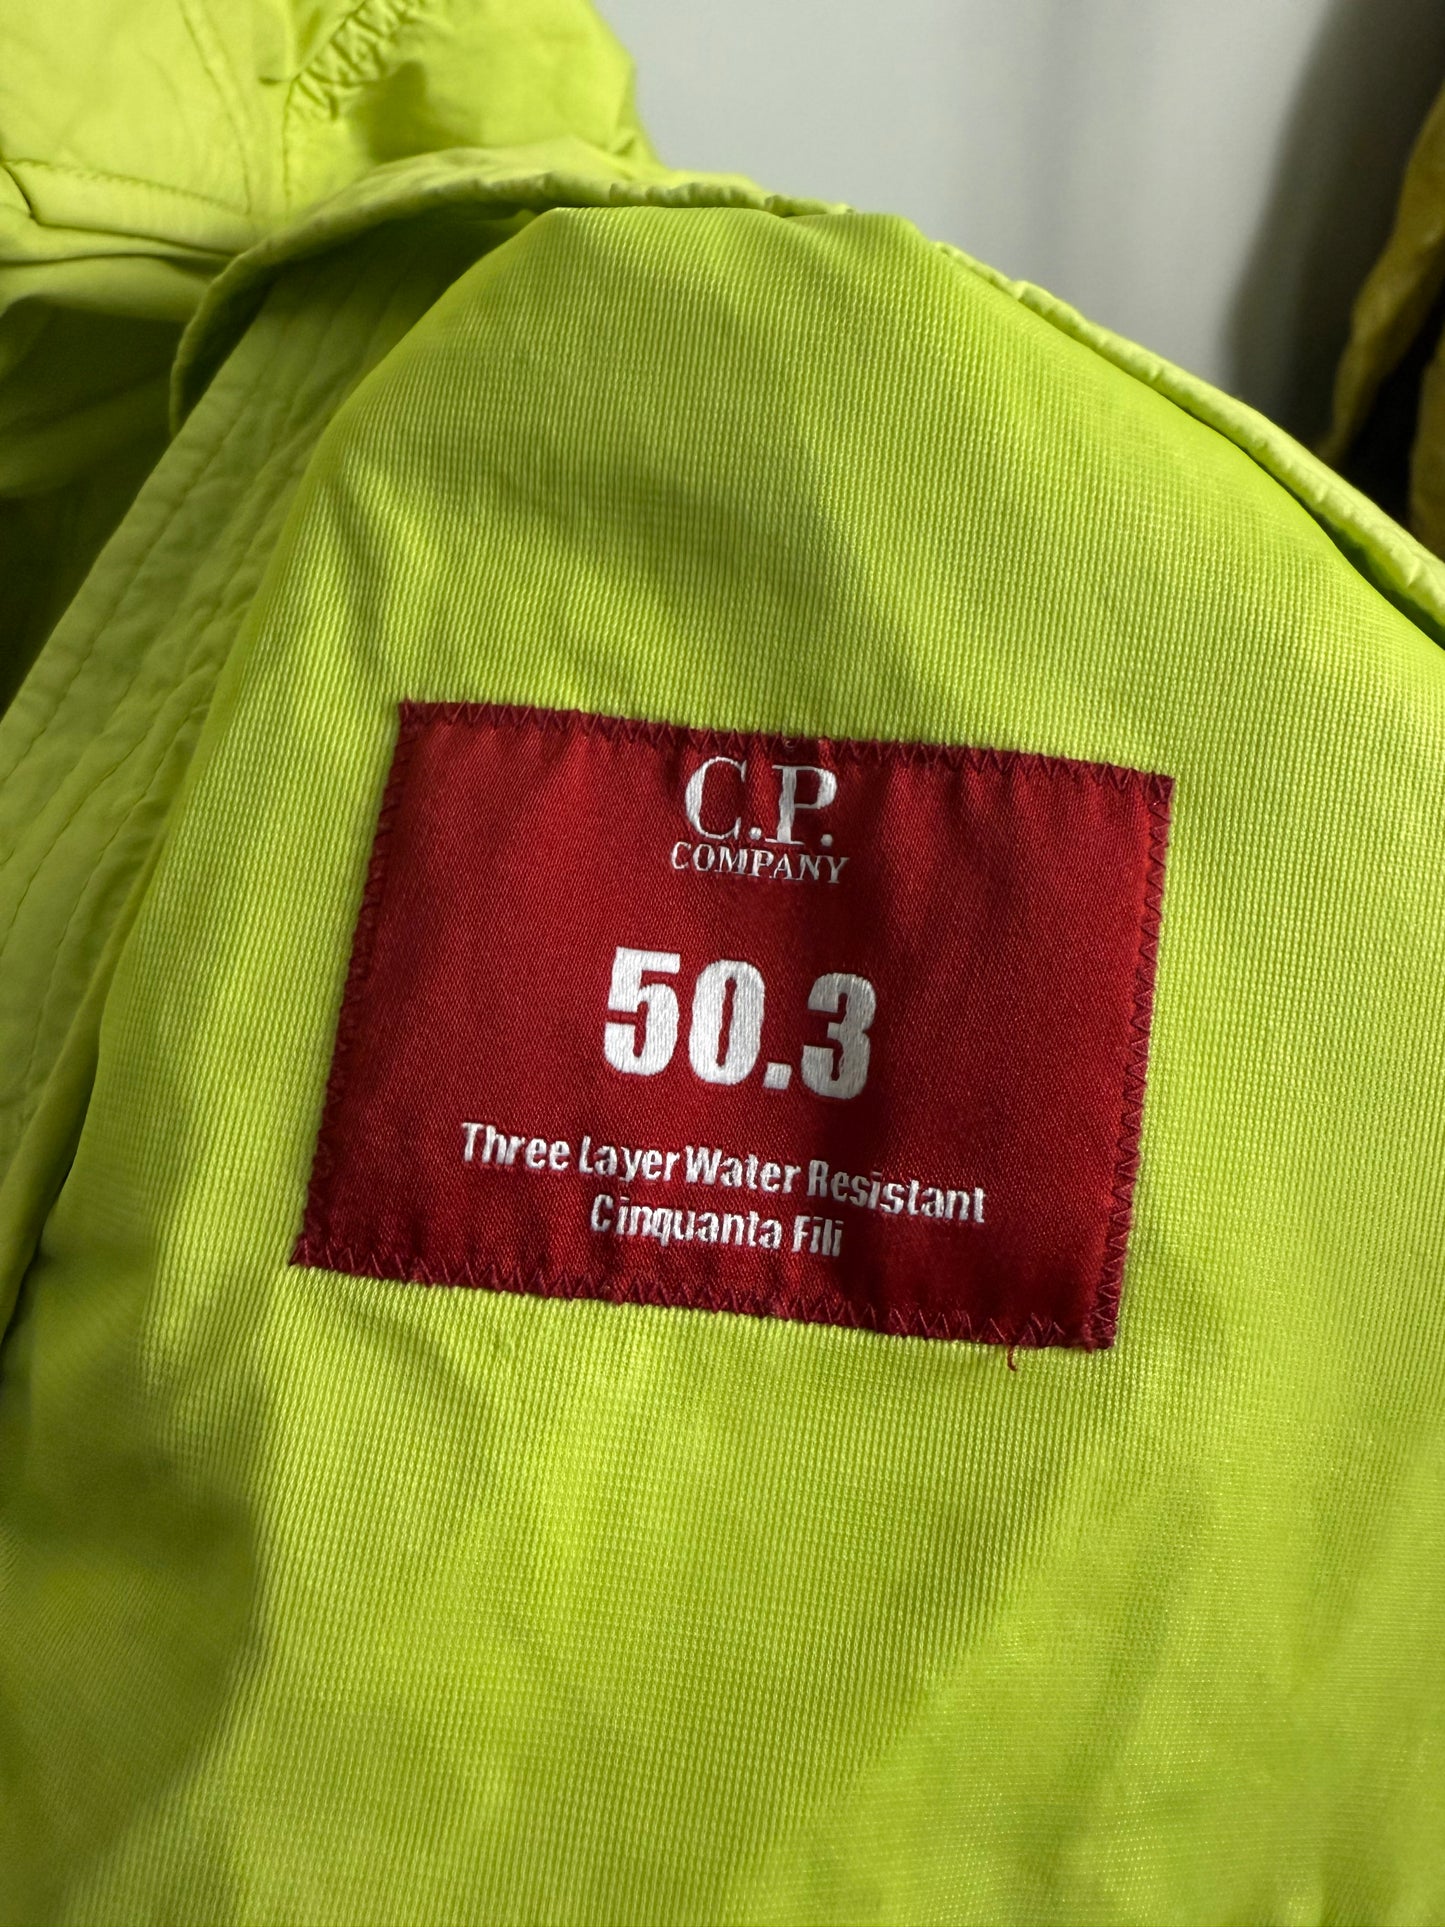 C.P.
COMPANY
50.3
Three Layer Water Resistant
Cinquanta Fili